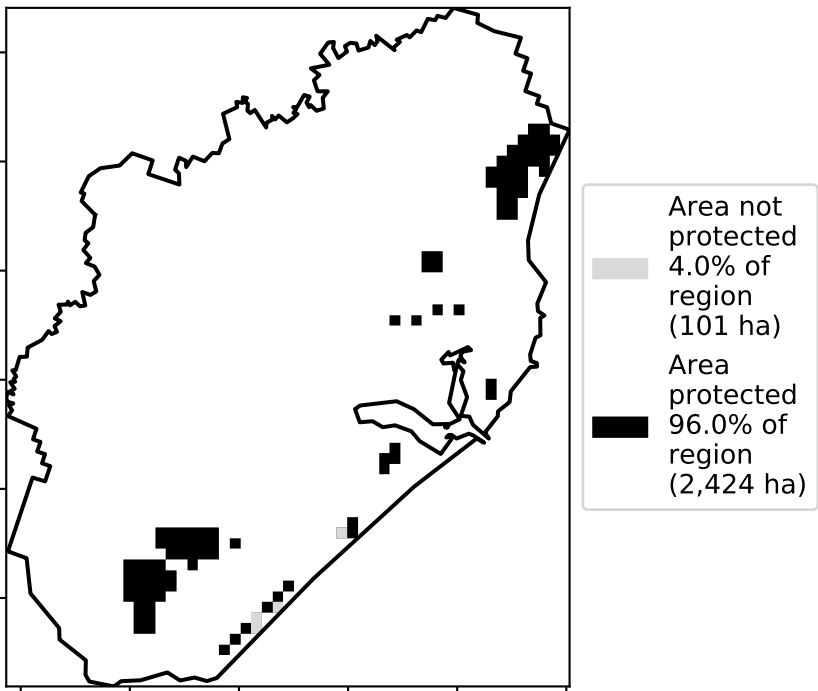 Area not
protected
4.0% of
region
(101 ha)
Area
protected
96.0% of
region
(2,424 ha)